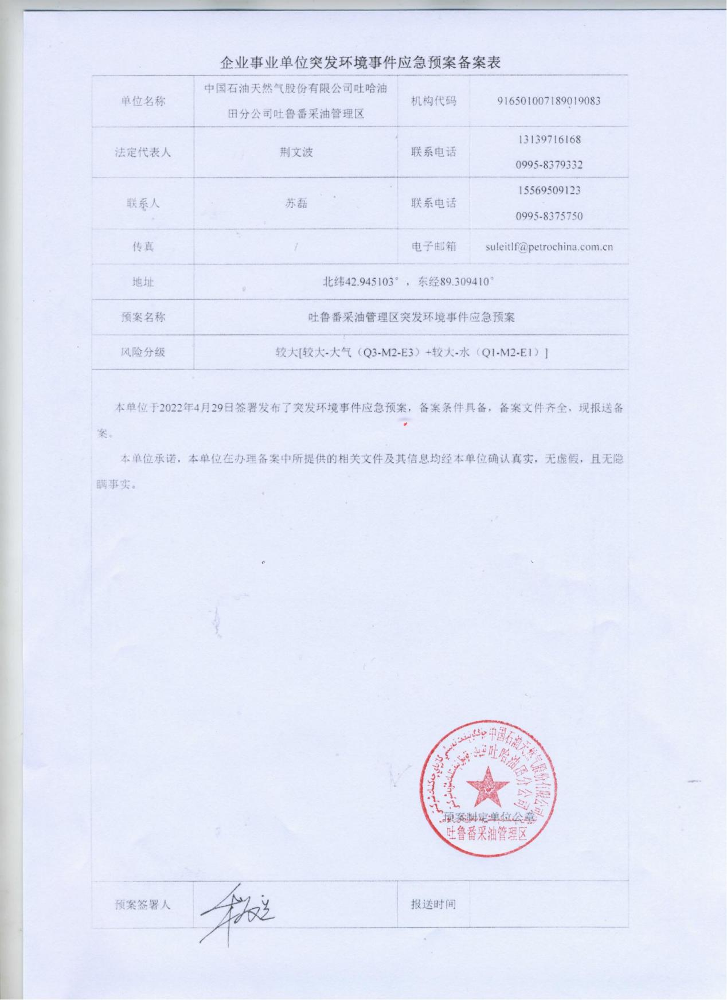 企业事业单位突发环境事件应急预案备案表
单位名称
中国石油天然气股份有限公司吐哈油
田分公司吐鲁番采油管理区
机构代码
916501007189019083
法定代表人
荆文波
联系电话
13139716168
0995-8379332
联系人
苏磊
联系电话
15569509123
0995-8375750
传真
/
电子邮箱
suleitlf@petrochina.com.cn
地址
北纬42.945103°，东经89.309410°
预案名称
吐鲁番采油管理区突发环境事件应急预案
风险分级
较大[较大-大气（Q3-M2-E3）+较大-水（Q1-M2-E1）]
本单位于2022年4月29日签署发布了突发环境事件应急预案，备案条件具备，备案文件齐全，现报送备
案。
本单位承诺，本单位在办理备案中所提供的相关文件及其信息均经本单位确认真实，无虚假，且无隐
瞒事实。
中国石油天然气股份有限公司
吐哈油田分公司
预案制定单位公章
吐鲁番采油管理区
预案签署人
报送时间